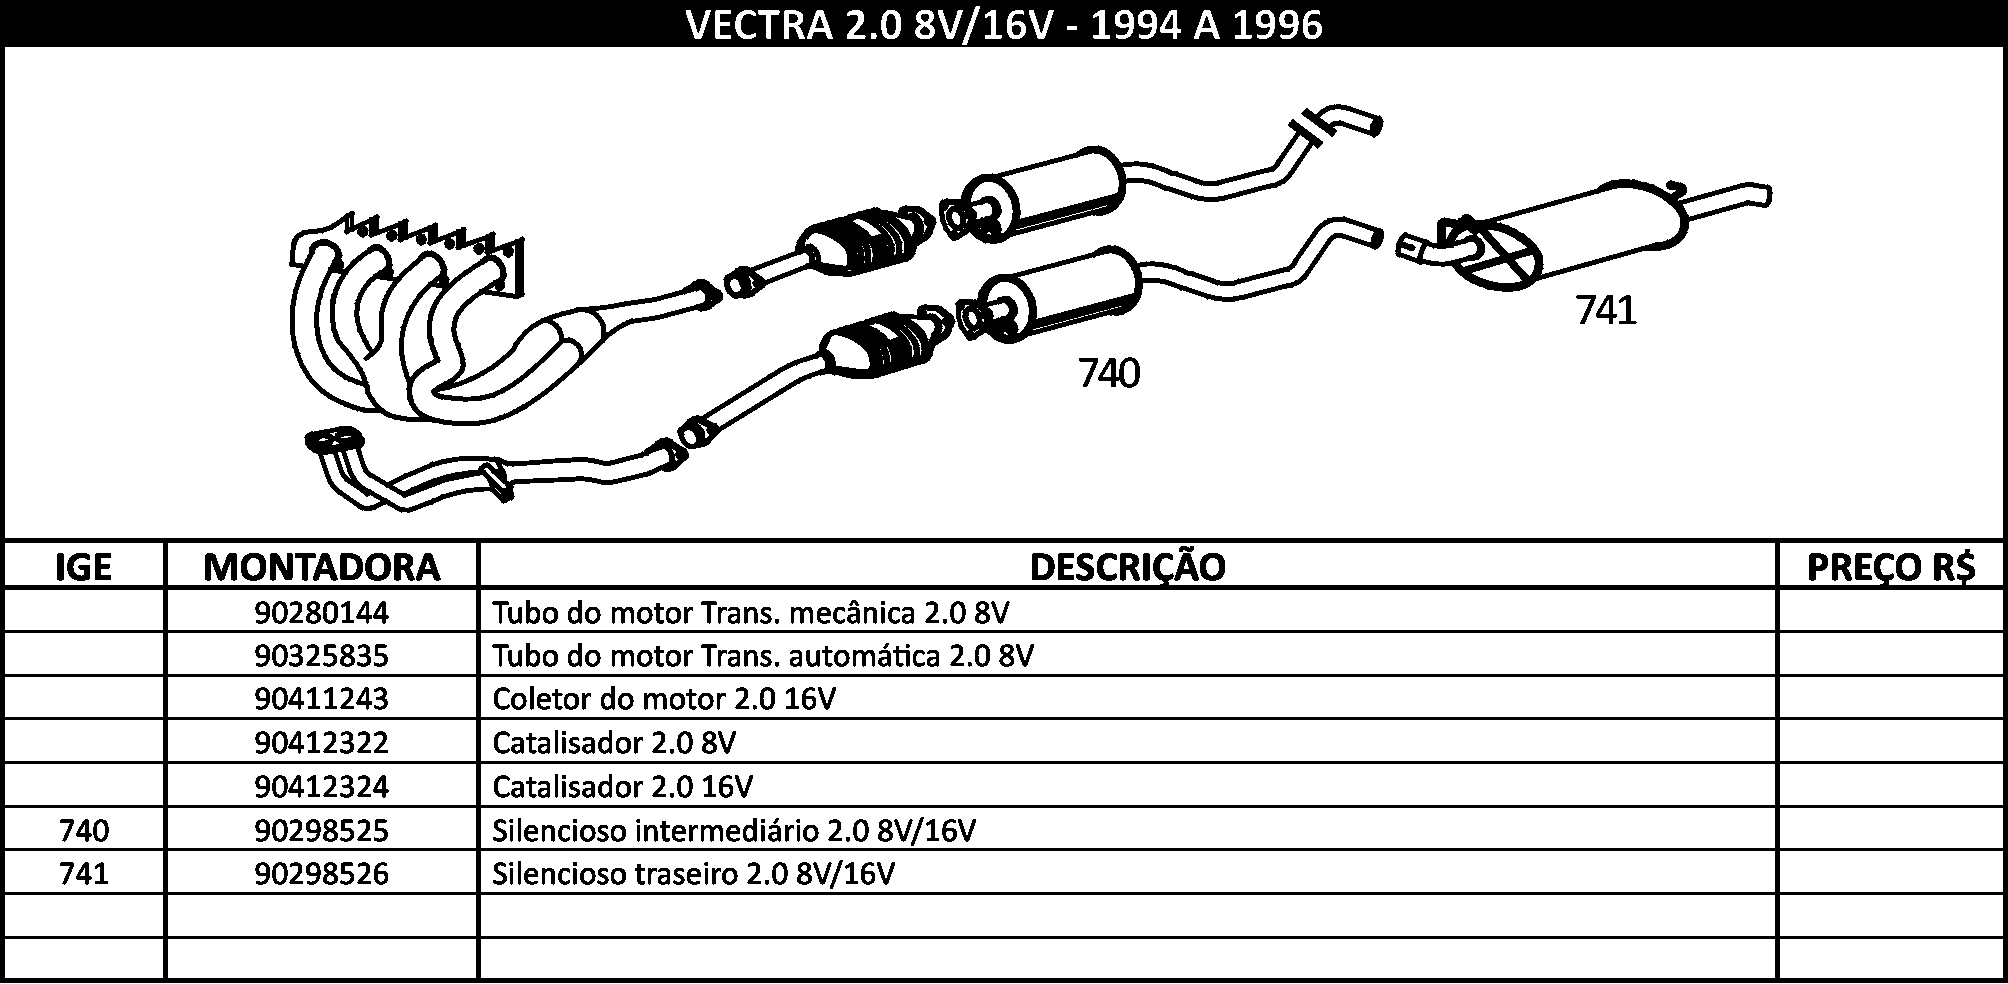 VECTRA 2.0 8V/16V - 1994 A 1996
741
740
IGE MONTADORA DESCRIÇÃO PREÇO R$
90280144 Tubo do motor Trans. mecânica 2.0 8V
90325835 Tubo do motor Trans. automática 2.0 8V
90411243 Coletor do motor 2.0 16V
90412322 Catalisador 2.0 8V
90412324 Catalisador 2.0 16V
740 90298525 Silencioso intermediário 2.0 8V/16V
741 90298526 Silencioso traseiro 2.0 8V/16V